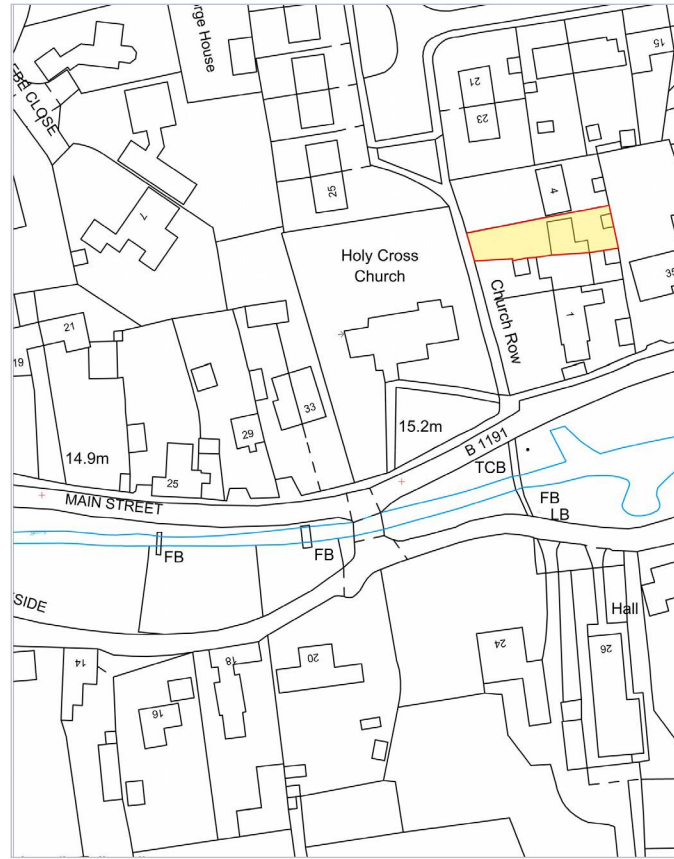 rge House
EBE CLOSE
21
23
15
4
25
7
Holy Cross
Church
Church Row
1
35
21
19
33
29
15.2m
B 1191
14.9m
25
TCB
MAIN STREET
FB
LB
FB
FB
SIDE
Hall
14
18
20
24
26
16